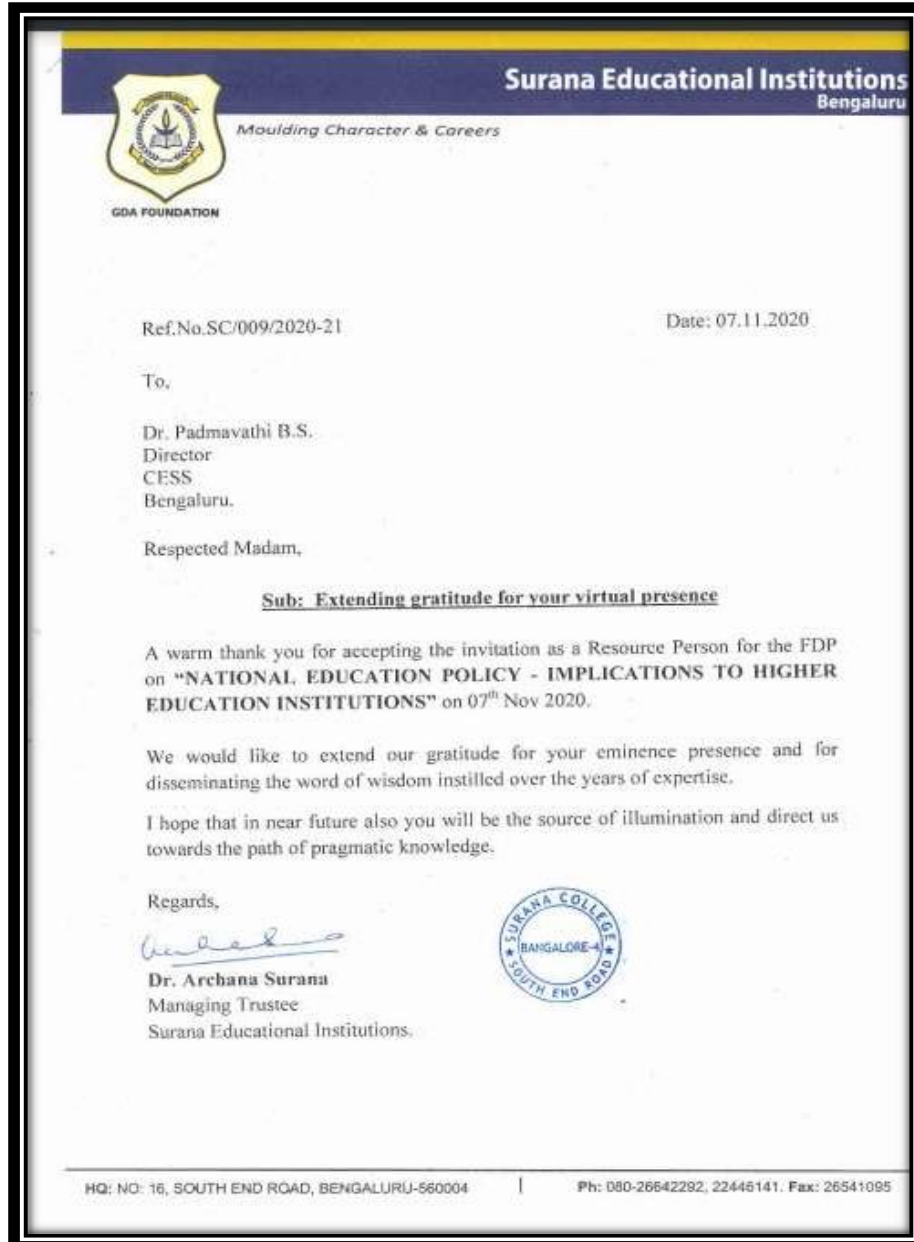 Surana Educational Institutions
Bengaluru
Moulding Character & Careers
GDA FOUNDATION
Ref.No.SC/009/2020-21 Date: 07.11.2020
To,
Dr. Padmavathi B.S.
Director
CESS
Bengaluru.
Respected Madam,
Sub: Extending gratitude for your virtual presence
A warm thank you for accepting the invitation as a Resource Person for the FDP
on “NATIONAL EDUCATION POLICY - IMPLICATIONS TO HIGHER
EDUCATION INSTITUTIONS” on 07th Nov 2020.
We would like to extend our gratitude for your eminence presence and for
disseminating the word of wisdom instilled over the years of expertise.
I hope that in near future also you will be the source of illumination and direct us
towards the path of pragmatic knowledge.
Regards,
SURANA COLLEGE
BANGALORE-4
SOUTH END ROAD
Dr. Archana Surana
Managing Trustee
Surana Educational Institutions.
HQ: NO: 16, SOUTH END ROAD, BENGALURU-560004 | Ph: 080-26642292, 22446141. Fax: 26541095